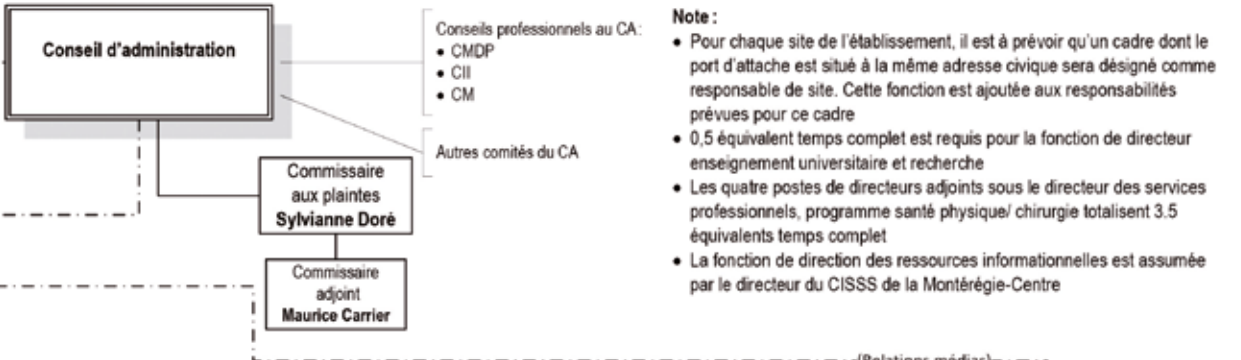 Conseil d'administration
Conseils professionnels au CA:
• CMDP
• CII
• CM
Autres comités du CA
Commissaire
aux plaintes
Sylvianne Doré
Commissaire
adjoint
Maurice Carrier
Note :
• Pour chaque site de l'établissement, il est à prévoir qu'un cadre dont le
port d'attache est situé à la même adresse civique sera désigné comme
responsable de site. Cette fonction est ajoutée aux responsabilités
prévues pour ce cadre
• 0,5 équivalent temps complet est requis pour la fonction de directeur
enseignement universitaire et recherche
• Les quatre postes de directeurs adjoints sous le directeur des services
professionnels, programme santé physique/ chirurgie totalisent 3.5
équivalents temps complet
• La fonction de direction des ressources informationnelles est assumée
par le directeur du CISSS de la Montérégie-Centre
(Relations médias)